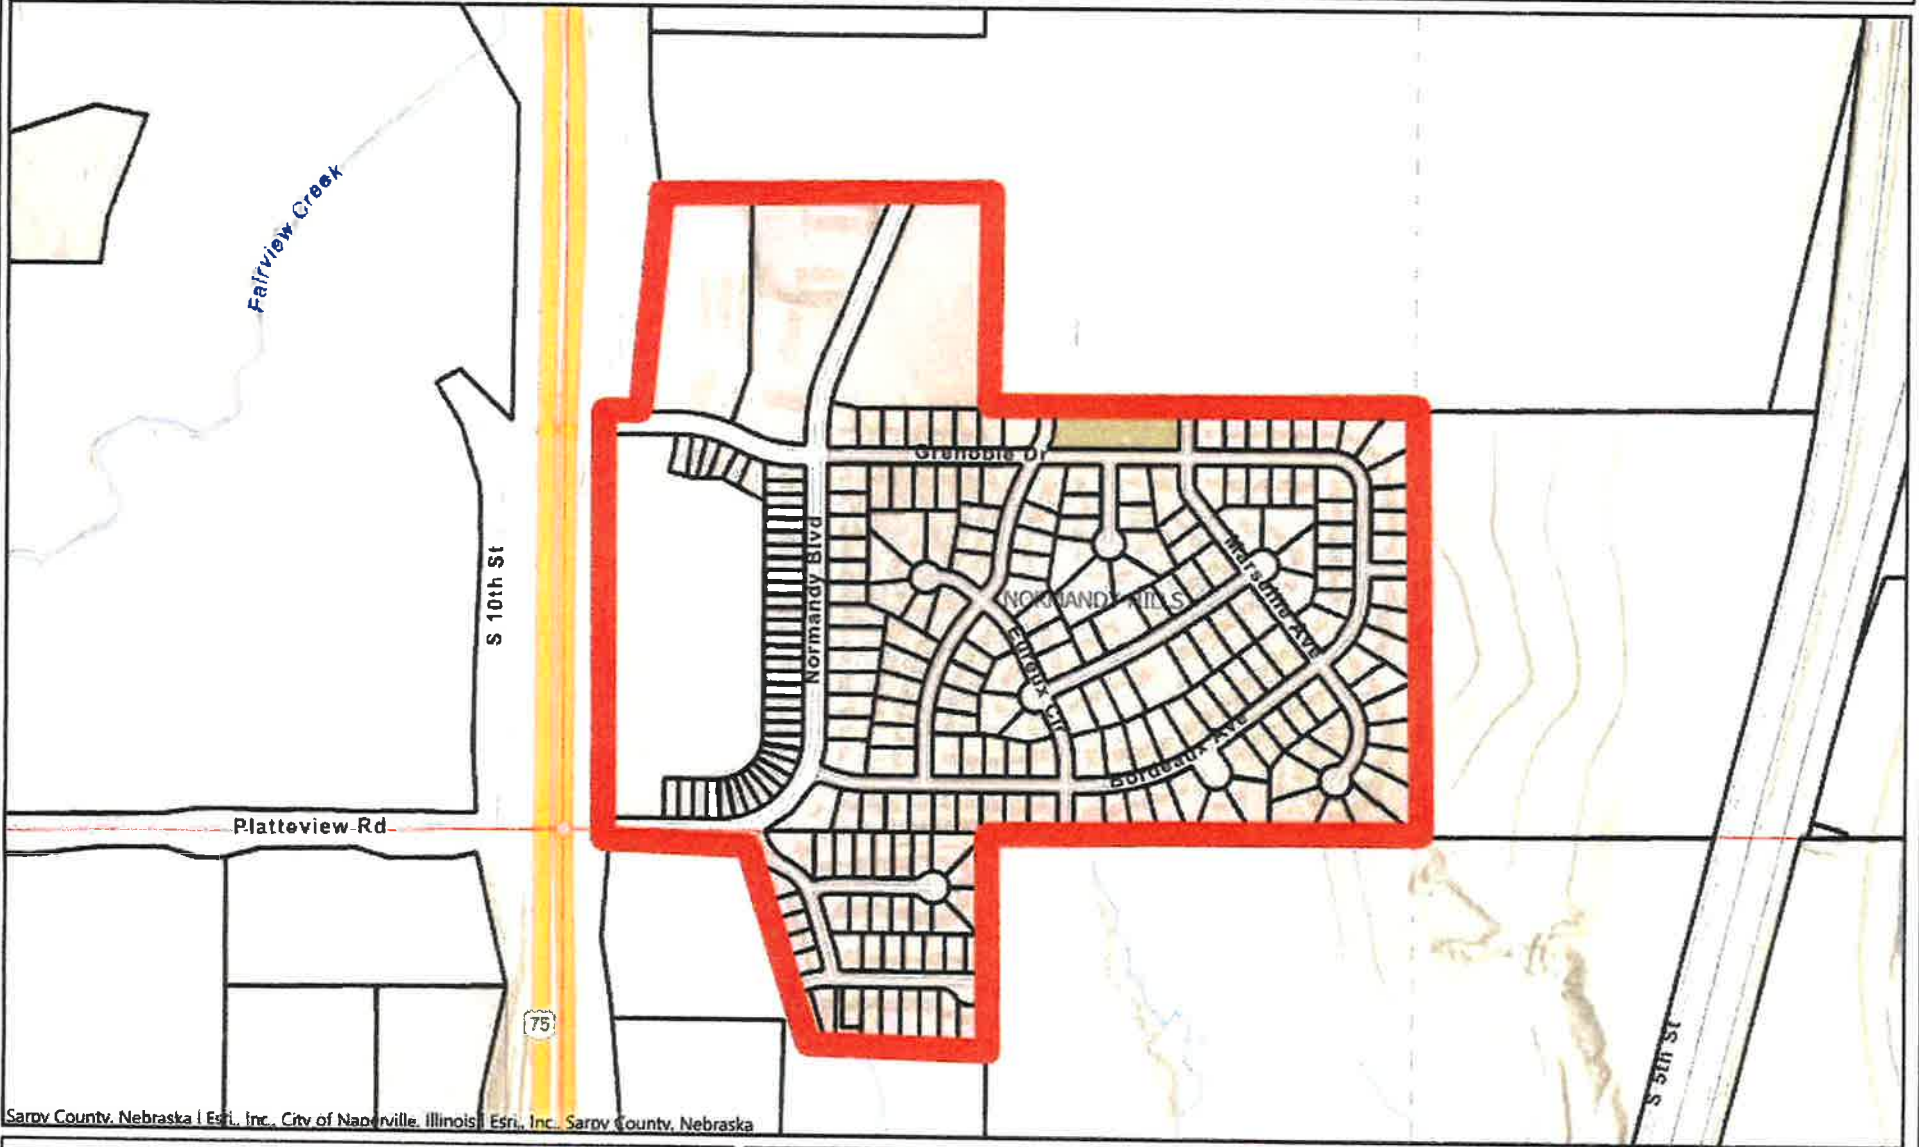 Fairview Creek
Grenoble Dr
S 10th St
Normandy Blvd
NORMANDY HILLS
Marsanne Ave
Evreux Cir
Bordeaux Ave
Platteview Rd
75
S 5th St
Sarpy County, Nebraska | Esri., Inc., City of Naperville, Illinois | Esri., Inc. Sarpy County, Nebraska